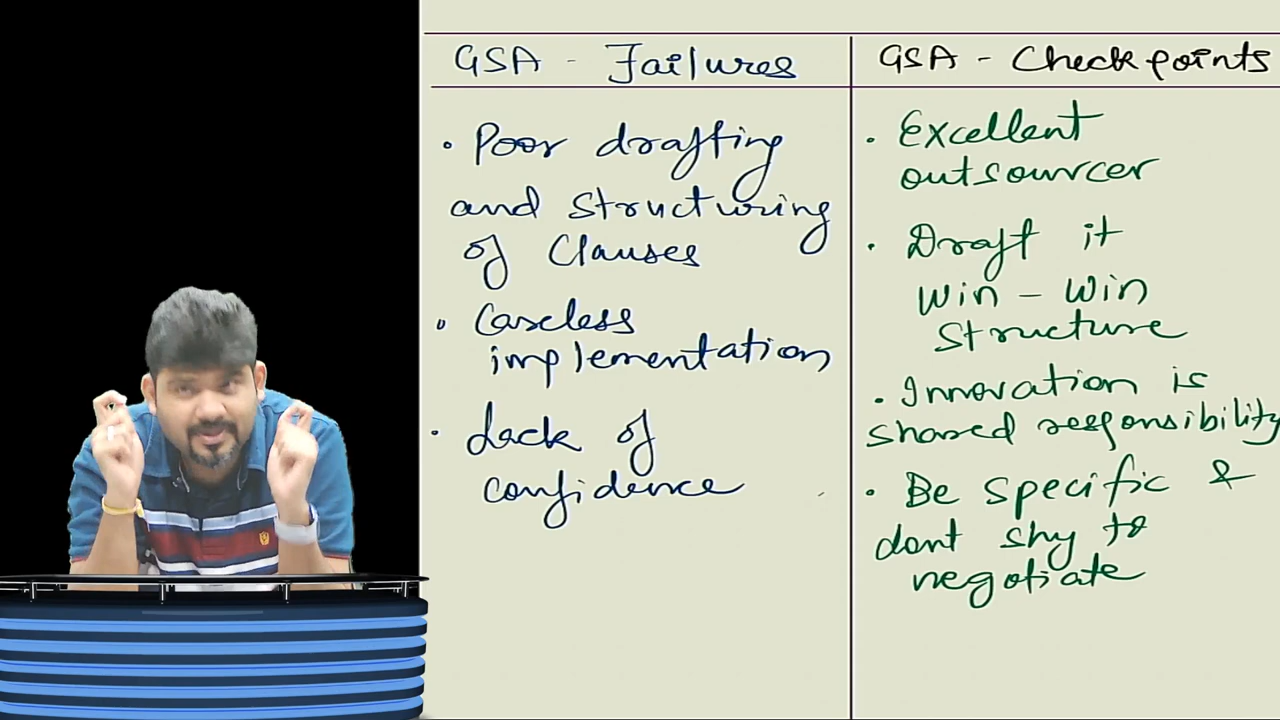 GSA - Failures
• Poor drafting
and structuring
of Clauses
• Careless
implementation
• Lack of
confidence
GSA - Checkpoints
• Excellent
outsourcer
• Draft it
Win - Win
structure
• Innovation is
shared responsibility
• Be specific &
dont shy to
negotiate